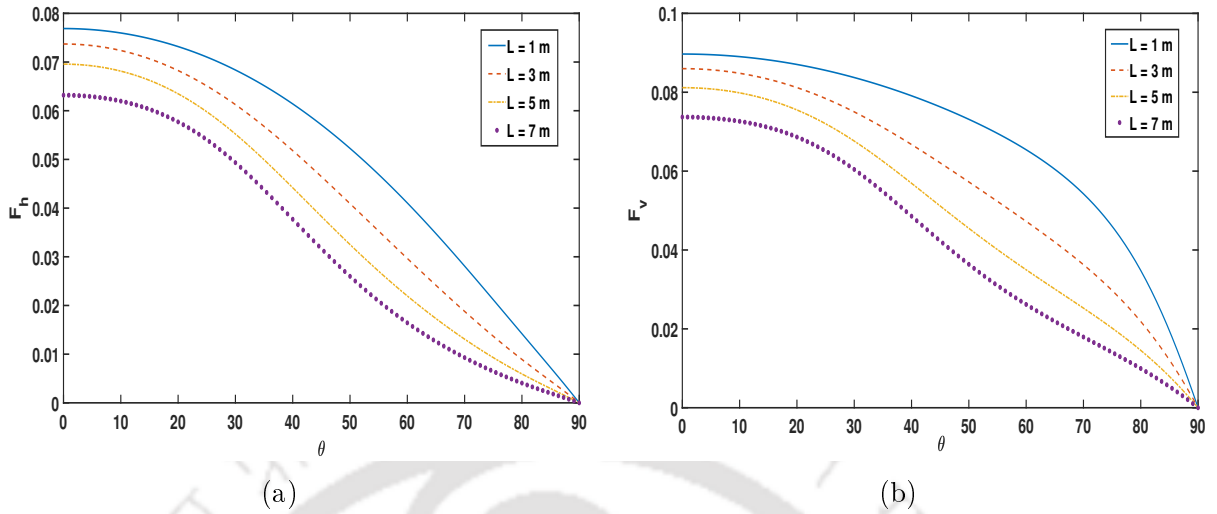 0.08
0.07
0.06
0.05
0.04
0.03
0.02
0.01
0
F_h
0 10 20 30 40 50 60 70 80 90
θ
L = 1 m
L = 3 m
L = 5 m
L = 7 m
(a)
0.1
0.08
0.06
0.04
0.02
0
F_v
0 10 20 30 40 50 60 70 80 90
θ
L = 1 m
L = 3 m
L = 5 m
L = 7 m
(b)